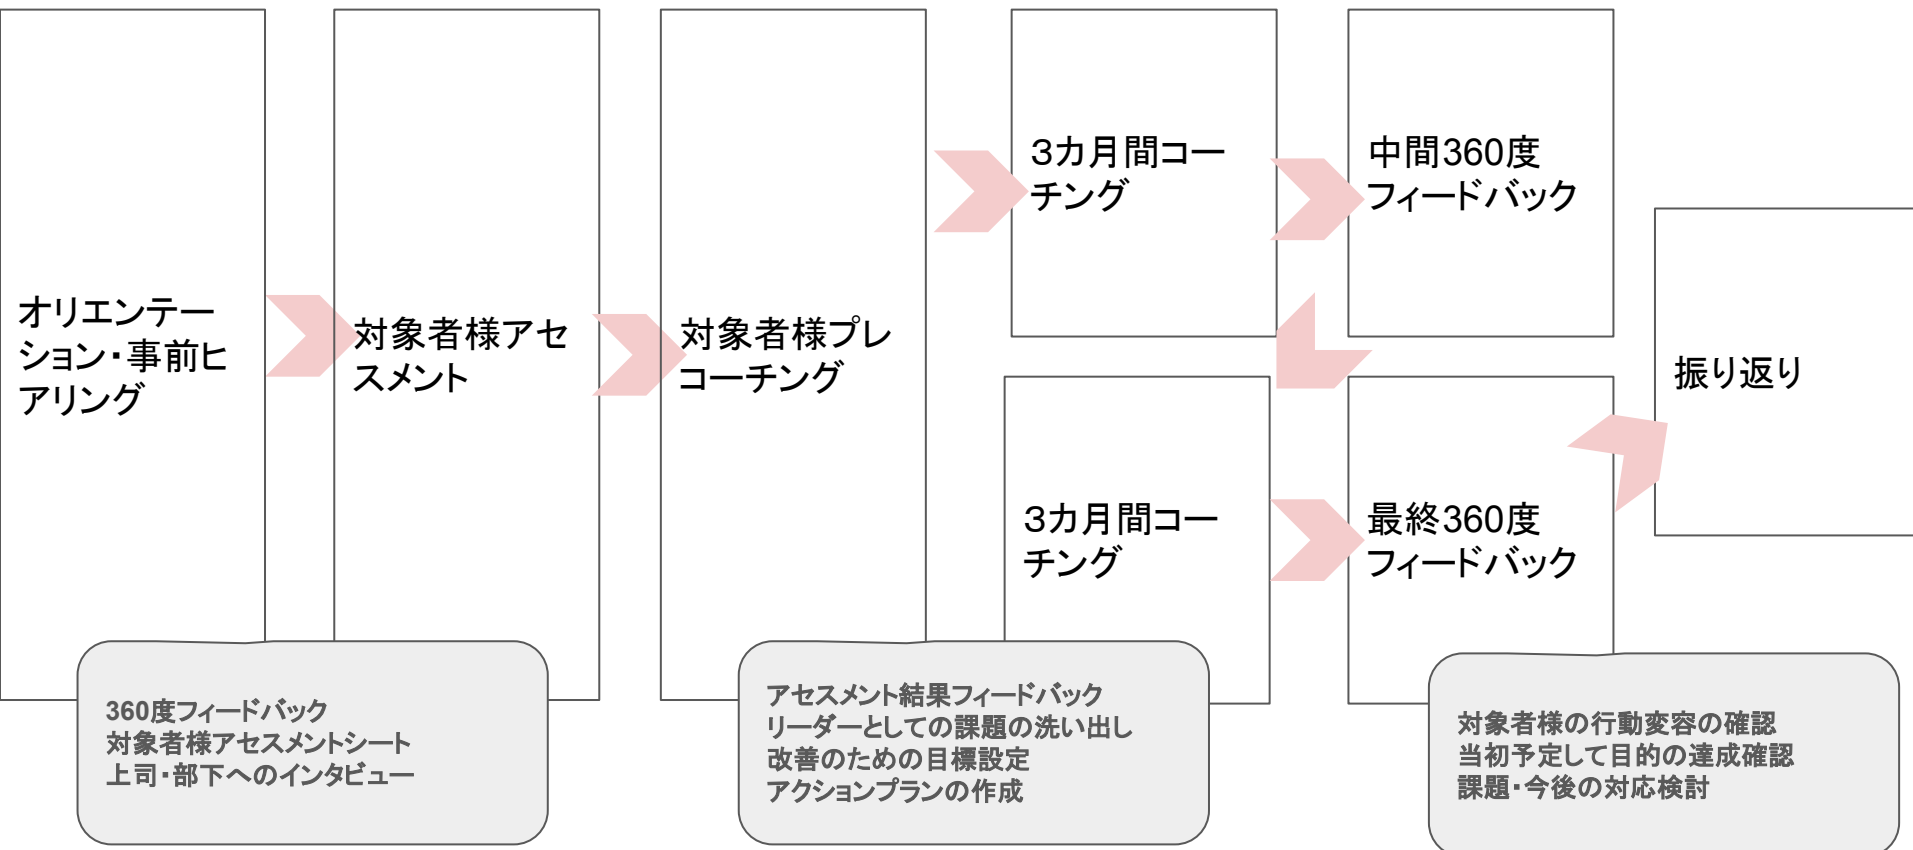 オリエンテー
ション・事前ヒ
アリング
対象者様アセ
スメント
対象者様プレ
コーチング
3カ月間コー
チング
中間360度
フィードバック
3カ月間コー
チング
最終360度
フィードバック
振り返り
360度フィードバック
対象者様アセスメントシート
上司・部下へのインタビュー
アセスメント結果フィードバック
リーダーとしての課題の洗い出し
改善のための目標設定
アクションプランの作成
対象者様の行動変容の確認
当初予定して目的の達成確認
課題・今後の対応検討